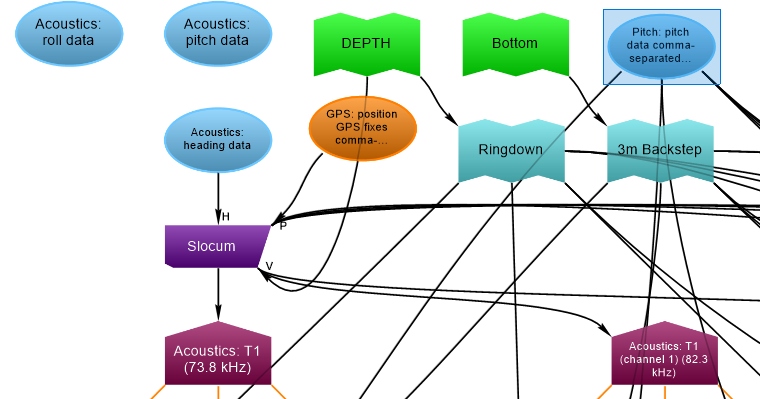 Acoustics:
roll data
Acoustics:
pitch data
DEPTH
Bottom
Pitch: pitch
data comma-
separated...
Acoustics:
heading data
GPS: position
GPS fixes
comma-...
Ringdown
3m Backstep
H
P
Slocum
V
Acoustics: T1
(73.8 kHz)
Acoustics: T1
(channel 1) (82.3
kHz)